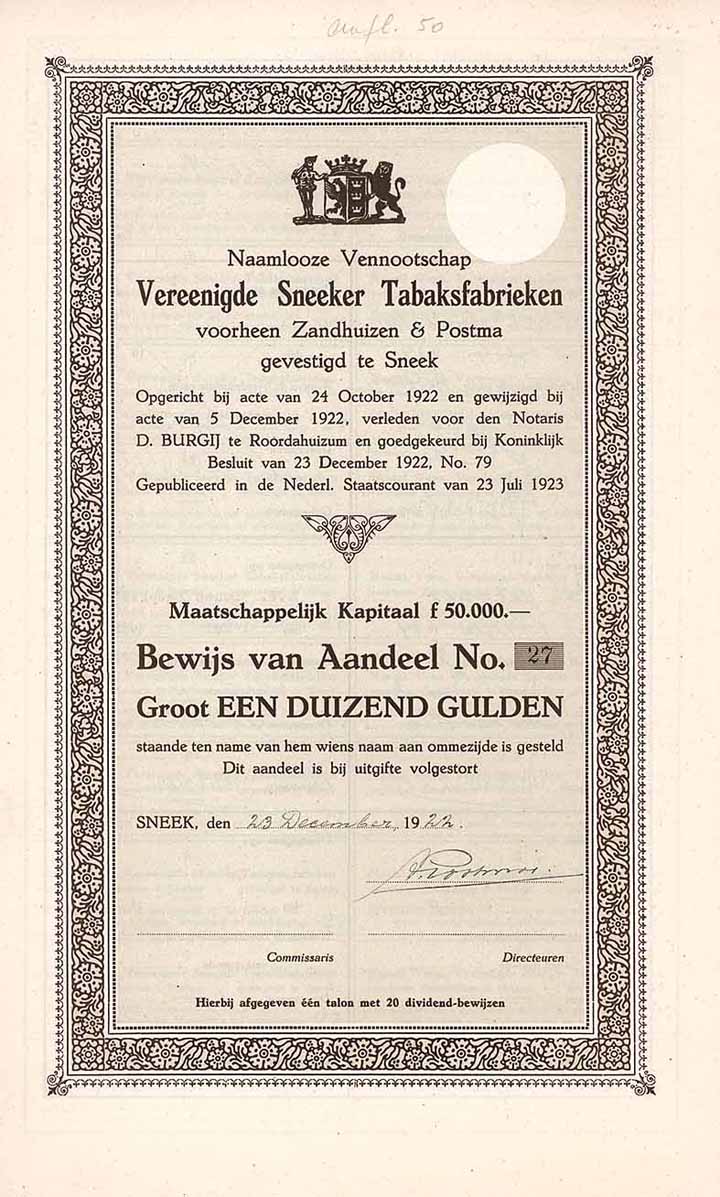 Aufl. 50
Naamlooze Vennootschap
Vereenigde Sneeker Tabaksfabrieken
voorheen Zandhuizen & Postma
gevestigd te Sneek
Opgericht bij acte van 24 October 1922 en gewijzigd bij
acte van 5 December 1922, verleden voor den Notaris
D. BURGIJ te Roordahuizum en goedgekeurd bij Koninklijk
Besluit van 23 December 1922, No. 79
Gepubliceerd in de Nederl. Staatscourant van 23 Juli 1923
Maatschappelijk Kapitaal f 50.000.—
Bewijs van Aandeel No. 27
Groot EEN DUIZEND GULDEN
staande ten name van hem wiens naam aan ommezijde is gesteld
Dit aandeel is bij uitgifte volgestort
SNEEK, den 23 December, 1922.
Postma
Commissaris Directeuren
Hierbij afgegeven één talon met 20 dividend-bewijzen